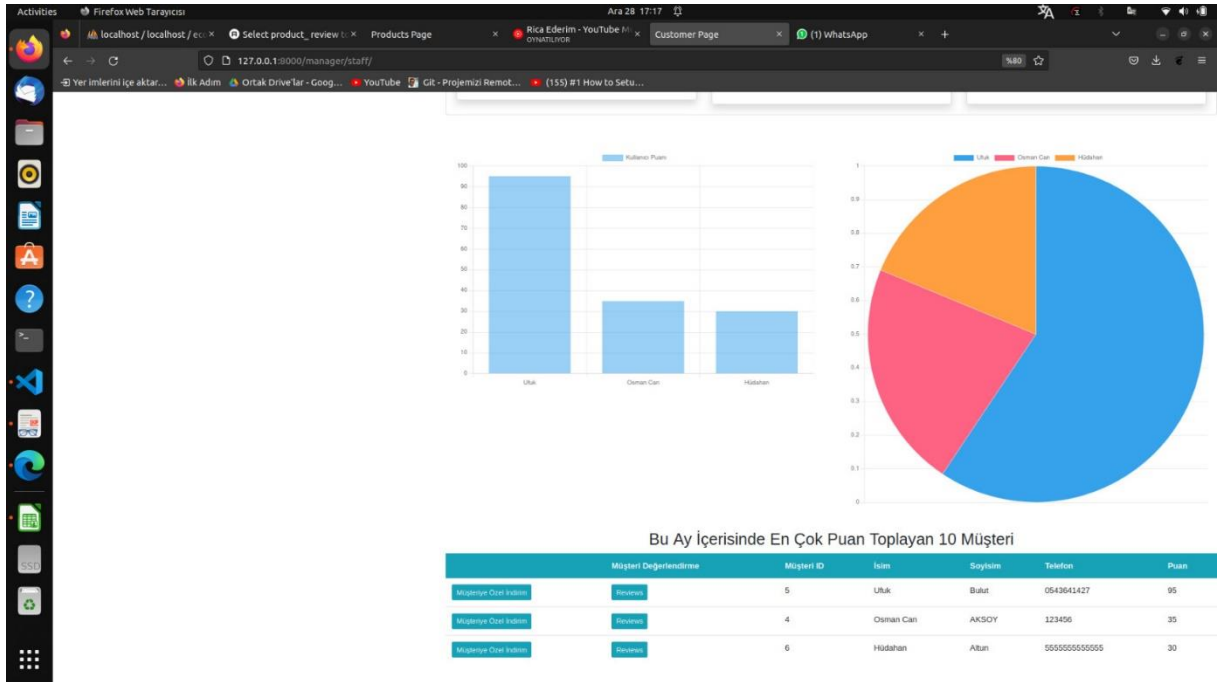 Activities Firefox Web Tarayıcısı Ara 28 17:17
localhost / localhost / ec Select product_ review to Products Page Rica Ederim - YouTube M Customer Page (1) WhatsApp
OYNATILIYOR
127.0.0.1:8000/manager/staff/ %80
Yer imlerini içe aktar... İlk Adım Ortak Drive'lar - Goog... YouTube Git - Projemizi Remot... (155) #1 How to Setu...
Kullanıcı Puanı
100
90
80
70
60
50
40
30
20
10
0
Ufuk Osman Can Hüdahan
Ufuk Osman Can Hüdahan
1
0.9
0.8
0.7
0.6
0.5
0.4
0.3
0.2
0.1
0
Bu Ay İçerisinde En Çok Puan Toplayan 10 Müşteri
Müşteri Değerlendirme Müşteri ID İsim Soyisim Telefon Puan
Müşteriye Özel İndirim Reviews 5 Ufuk Bulut 0543641427 95
Müşteriye Özel İndirim Reviews 4 Osman Can AKSOY 123456 35
Müşteriye Özel İndirim Reviews 6 Hüdahan Altun 5555555555555 30
SSD